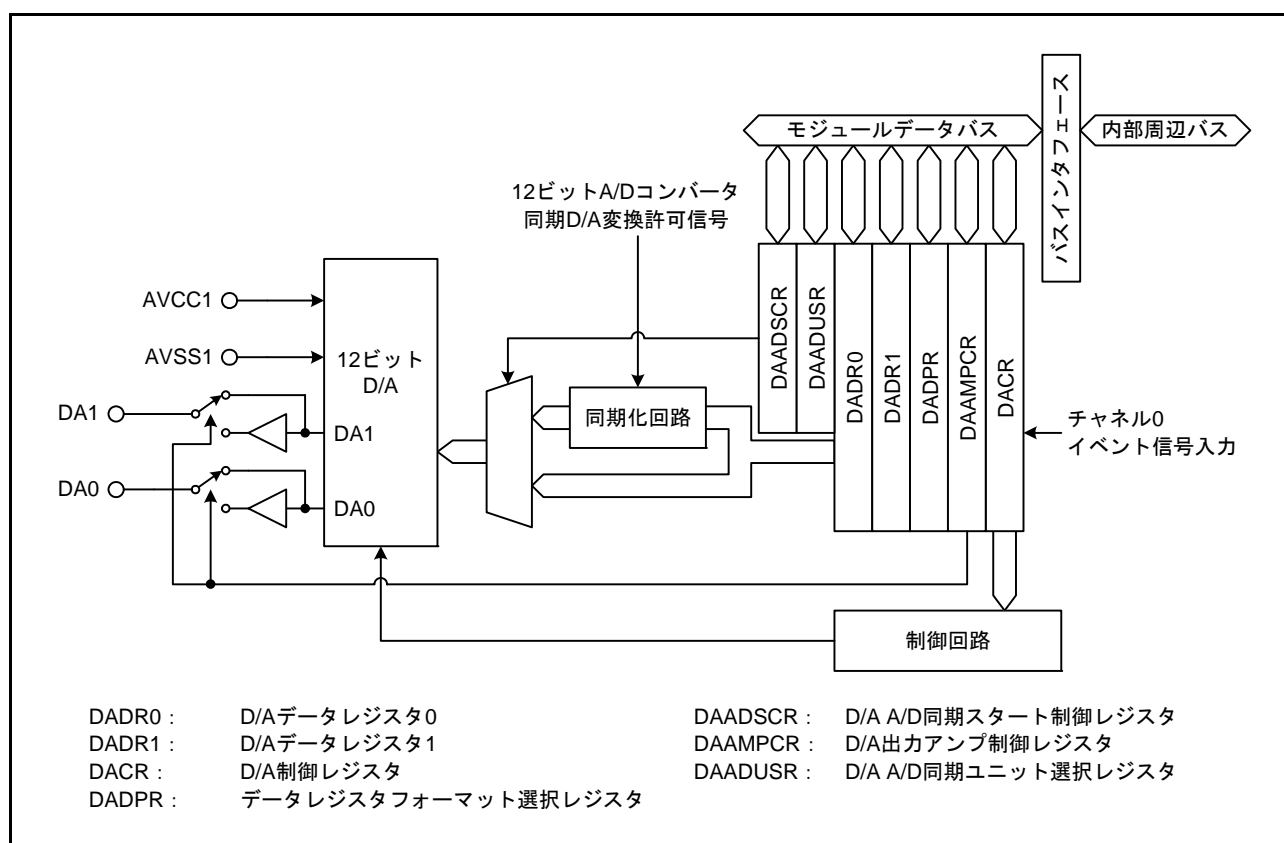 モジュールデータバス
バスインタフェース
内部周辺バス
12ビットA/Dコンバータ
同期D/A変換許可信号
AVCC1
AVSS1
12ビット
D/A
DA1
DA1
DA0
DA0
同期化回路
DAADSCR
DAADUSR
DADR0
DADR1
DADPR
DAAMPCR
DACR
チャネル0
イベント信号入力
制御回路
DADR0： D/Aデータレジスタ0
DADR1： D/Aデータレジスタ1
DACR： D/A制御レジスタ
DADPR： データレジスタフォーマット選択レジスタ
DAADSCR： D/A A/D同期スタート制御レジスタ
DAAMPCR： D/A出力アンプ制御レジスタ
DAADUSR： D/A A/D同期ユニット選択レジスタ